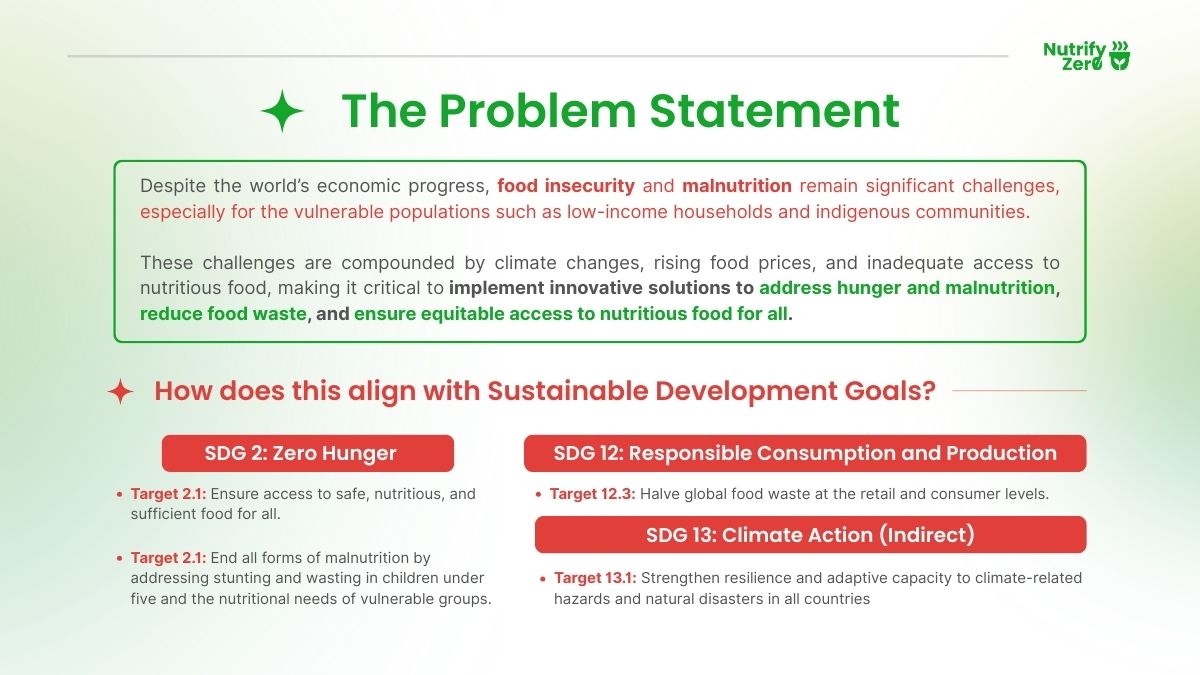 Nutrify
Zero
The Problem Statement
Despite the world’s economic progress, food insecurity and malnutrition remain significant challenges,
especially for the vulnerable populations such as low-income households and indigenous communities.
These challenges are compounded by climate changes, rising food prices, and inadequate access to
nutritious food, making it critical to implement innovative solutions to address hunger and malnutrition,
reduce food waste, and ensure equitable access to nutritious food for all.
How does this align with Sustainable Development Goals?
SDG 2: Zero Hunger
• Target 2.1: Ensure access to safe, nutritious, and
sufficient food for all.
• Target 2.1: End all forms of malnutrition by
addressing stunting and wasting in children under
five and the nutritional needs of vulnerable groups.
SDG 12: Responsible Consumption and Production
• Target 12.3: Halve global food waste at the retail and consumer levels.
SDG 13: Climate Action (Indirect)
• Target 13.1: Strengthen resilience and adaptive capacity to climate-related
hazards and natural disasters in all countries